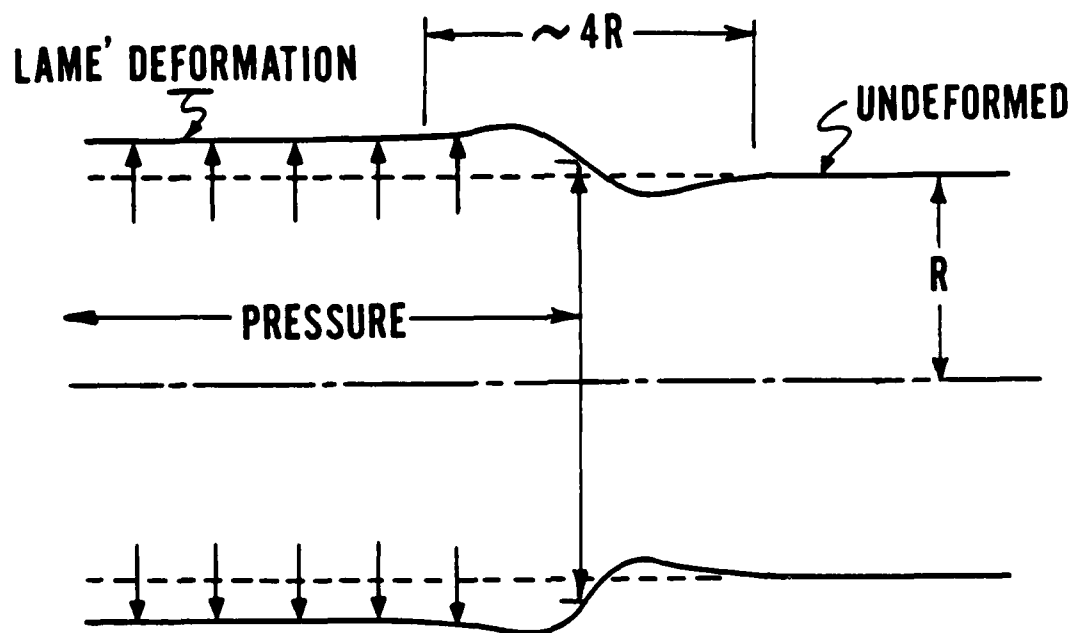 ~ 4R
LAME' DEFORMATION
UNDEFORMED
R
PRESSURE